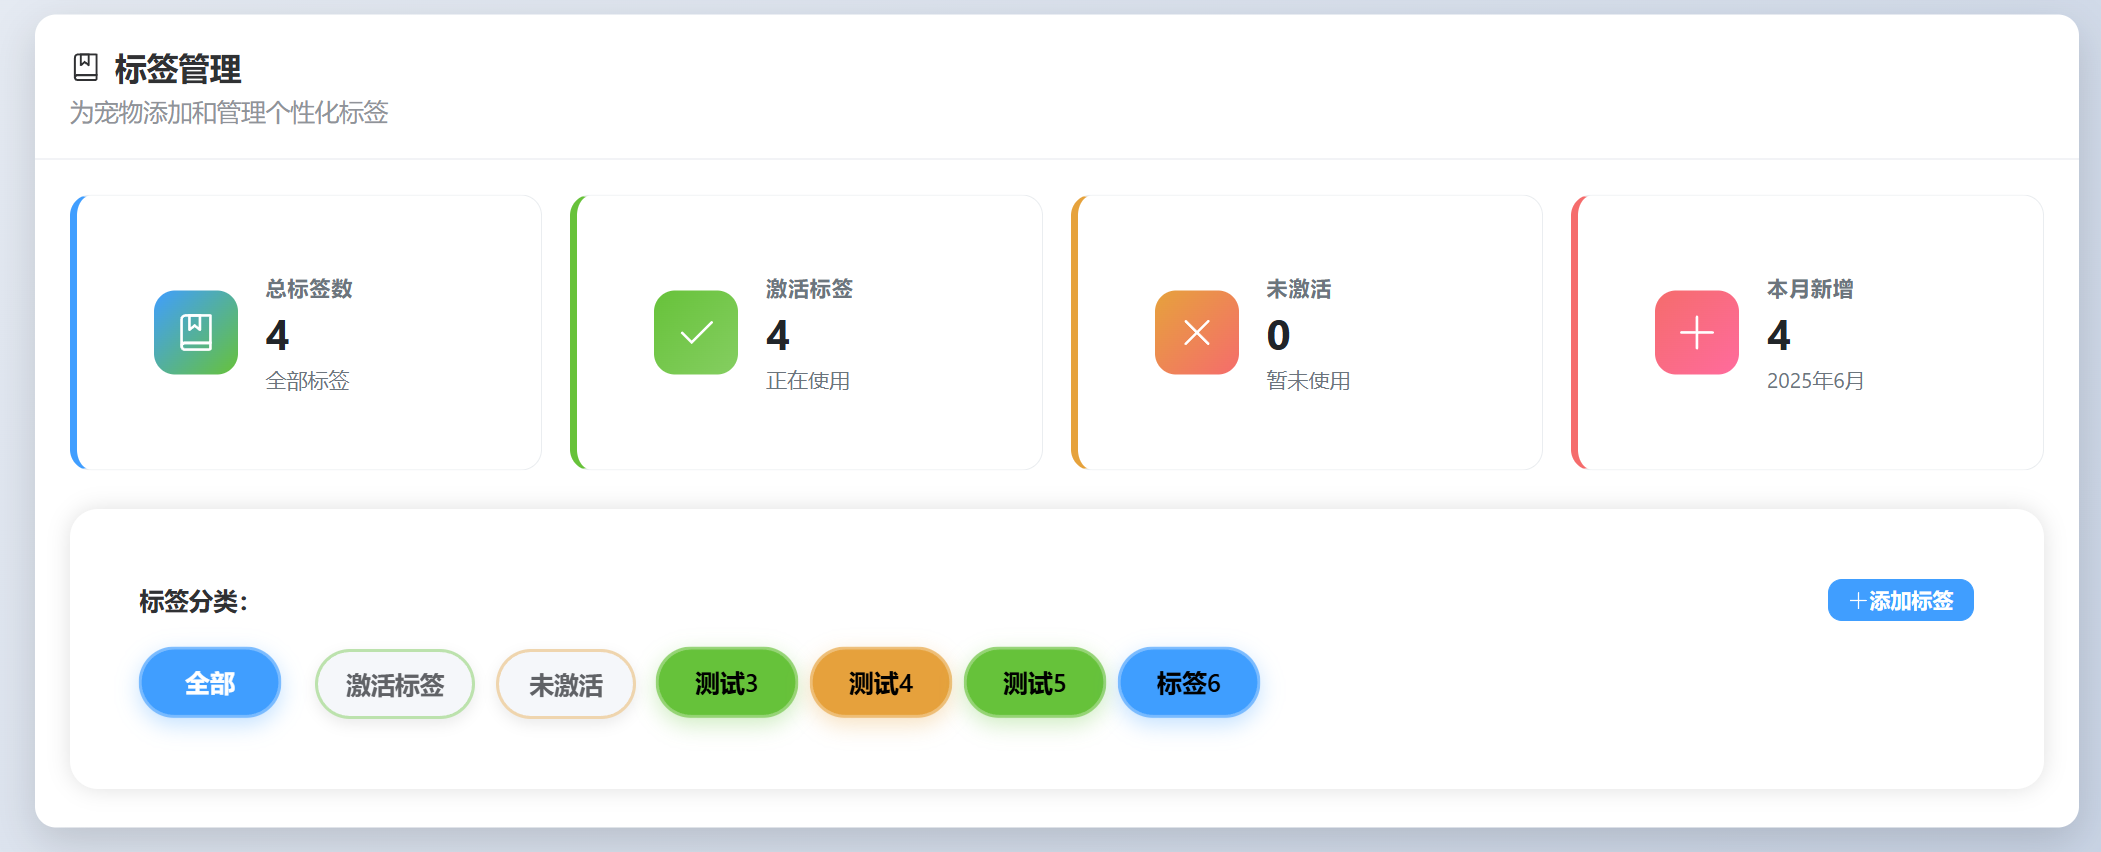 标签管理
为宠物添加和管理个性化标签
总标签数
4
全部标签
激活标签
4
正在使用
未激活
0
暂未使用
本月新增
4
2025年6月
标签分类：
+添加标签
全部
激活标签
未激活
测试3
测试4
测试5
标签6